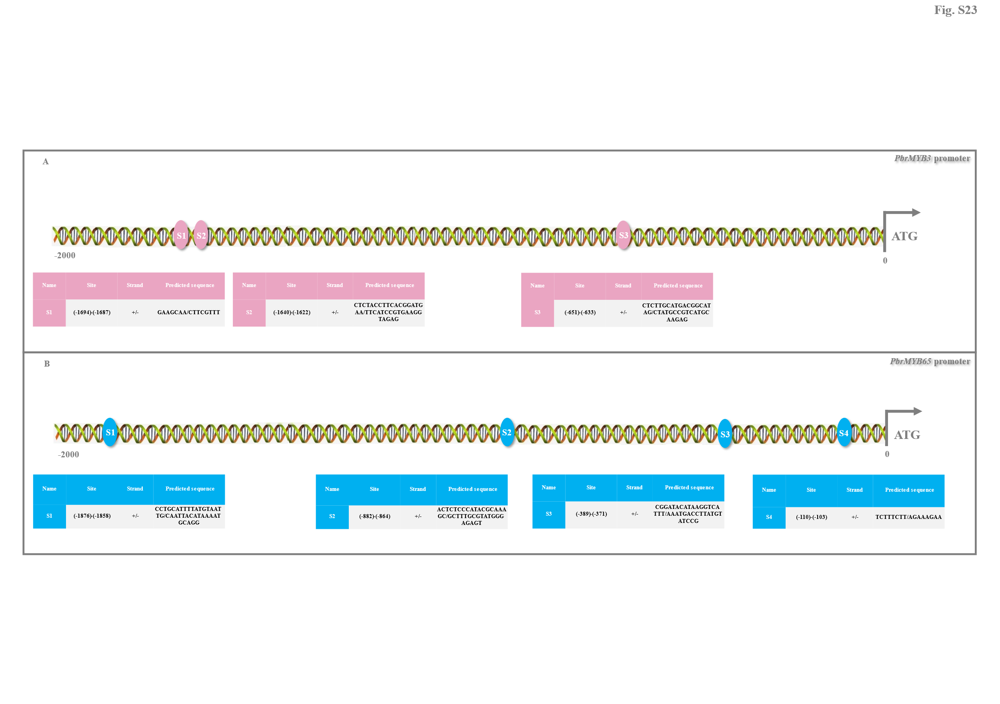 Fig. S23
A
PbrMYB3 promoter
S1
S2
S3
ATG
-2000
0
Name Site Strand Predicted sequence
S1 (-1694)-(-1687) +/- GAAGCAA/CTTCGTTT
Name Site Strand Predicted sequence
S2 (-1640)-(-1622) +/- CTCTACCTTCACGGATG
AA/TTCATCCGTGAAGG
TAGAG
Name Site Strand Predicted sequence
S3 (-651)-(-633) +/- CTCTTGCATGACGGCAT
AG/CTATGCCGTCATGC
AAGAG
B
PbrMYB65 promoter
S1
S2
S3
S4
ATG
-2000
0
Name Site Strand Predicted sequence
S1 (-1876)-(-1858) +/- CCTGCATTTTATGTAAT
TG/CAATTACATAAAAT
GCAGG
Name Site Strand Predicted sequence
S2 (-882)-(-864) +/- ACTCTCCCATACGCAAA
GC/GCTTTGCGTATGGG
AGAGT
Name Site Strand Predicted sequence
S3 (-389)-(-371) +/- CGGATACATAAGGTCA
TTT/AAATGACCTTATGT
ATCCG
Name Site Strand Predicted sequence
S4 (-110)-(-103) +/- TCTTTCTT/AGAAAGAA